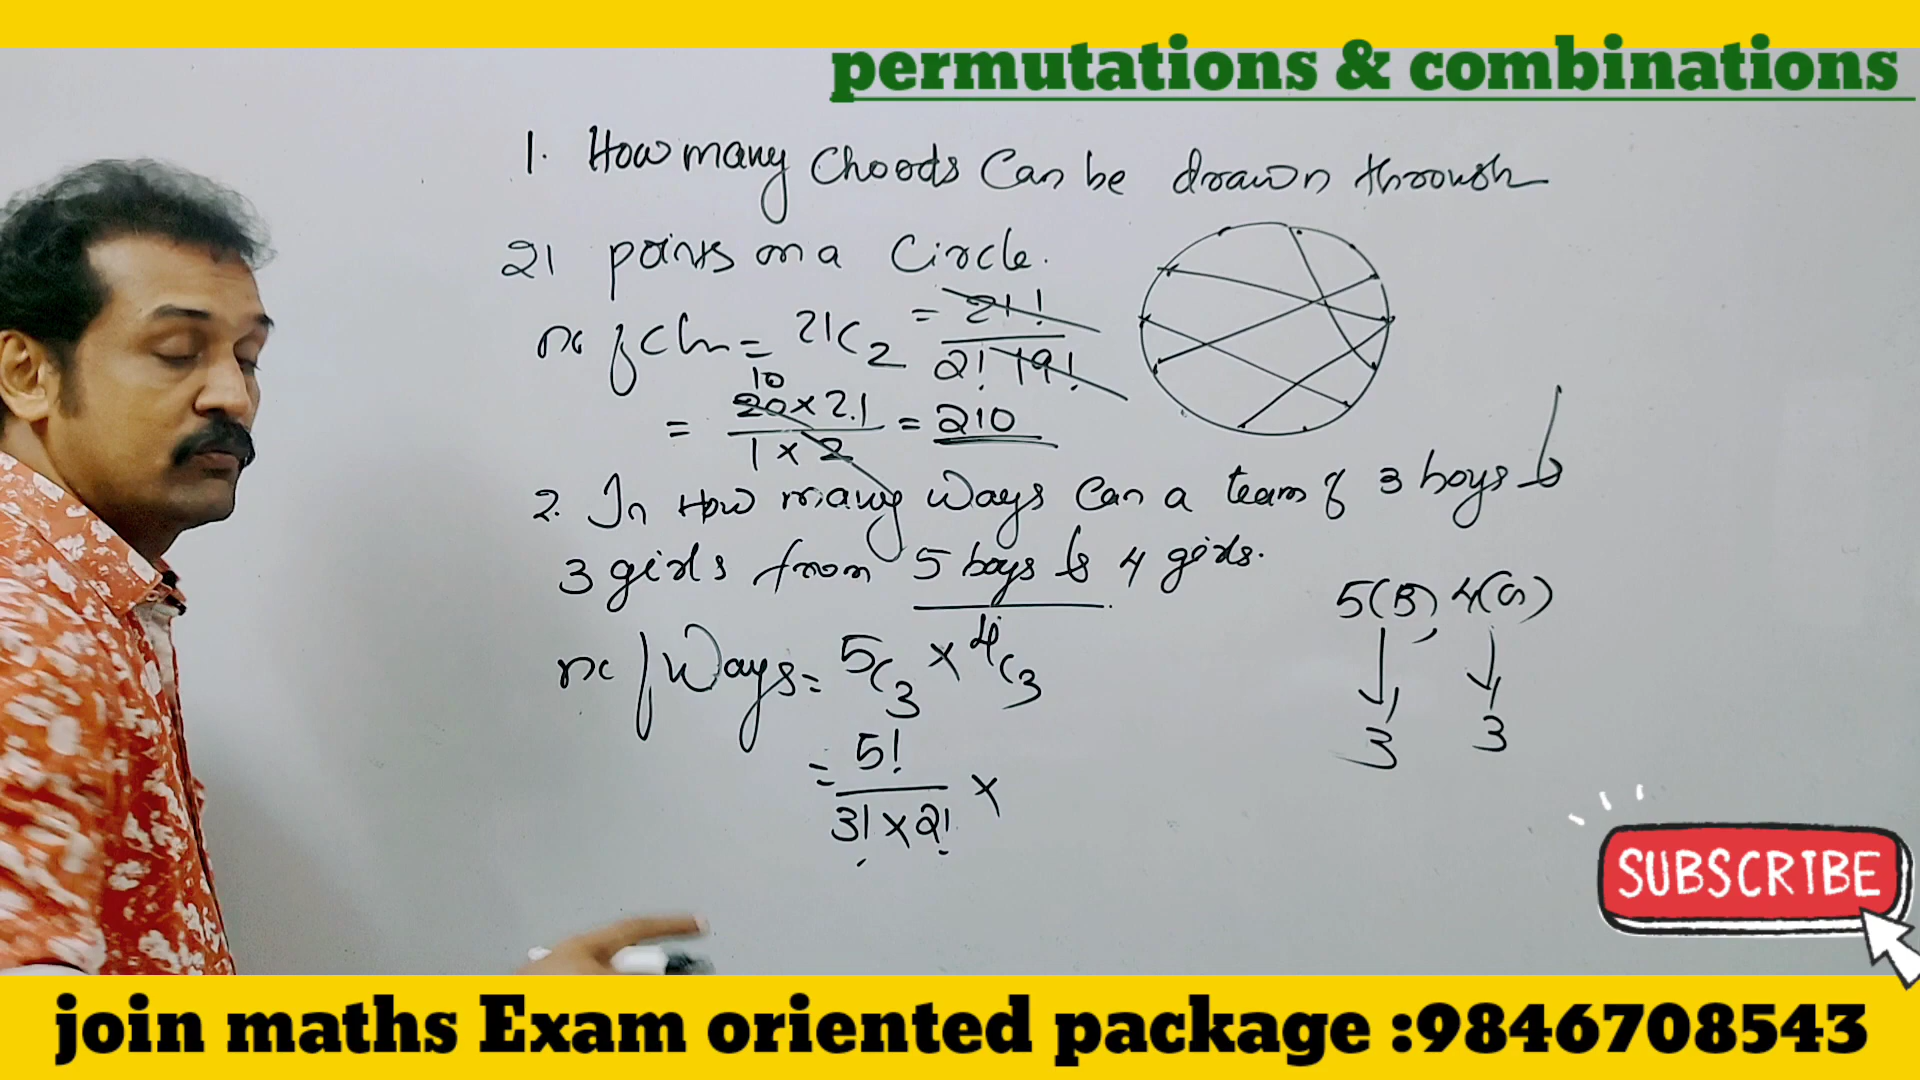 permutations & combinations
1. How many Chords Can be drawn through
21 points on a Circle.
no of ch = 21C2 = 21! / 2! 19!
= 20 × 21 / 1 × 2 = 210
10
2. In How many Ways Can a team of 3 boys &
3 girls from 5 boys & 4 girls.
5(B), 4(G)
no of Ways = 5C3 × 4C3
3 3
= 5! / 3! × 2! ×
SUBSCRIBE
join maths Exam oriented package :9846708543